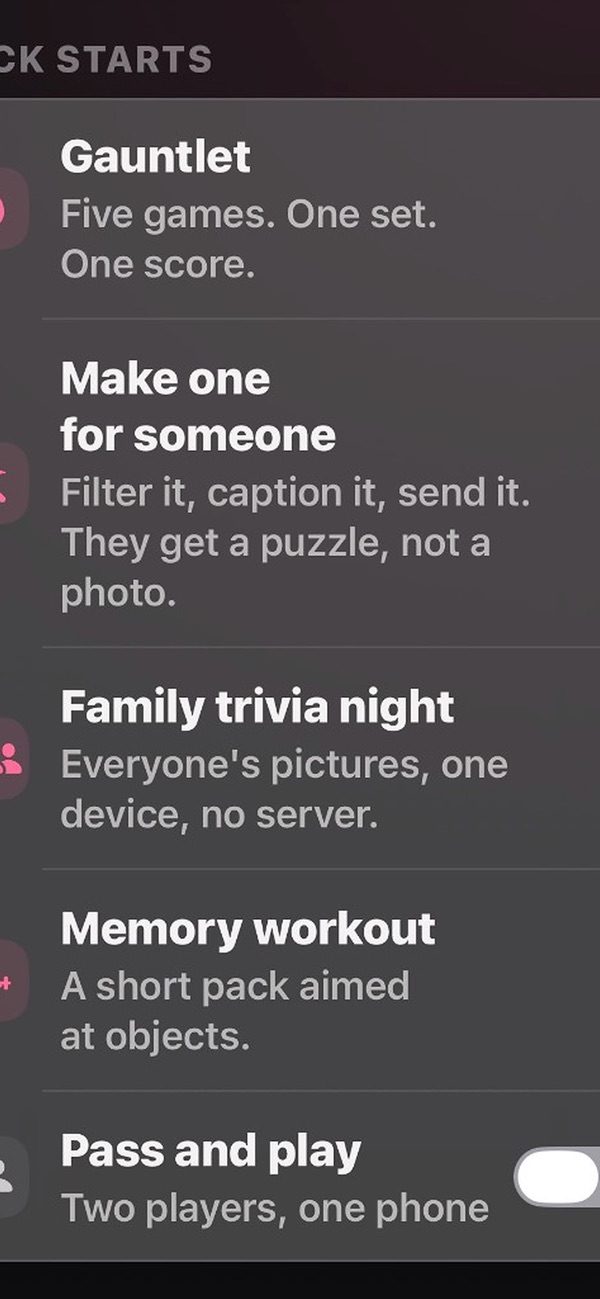 CK STARTS
Gauntlet
Five games. One set.
One score.
Make one
for someone
Filter it, caption it, send it.
They get a puzzle, not a
photo.
Family trivia night
Everyone's pictures, one
device, no server.
Memory workout
A short pack aimed
at objects.
Pass and play
Two players, one phone